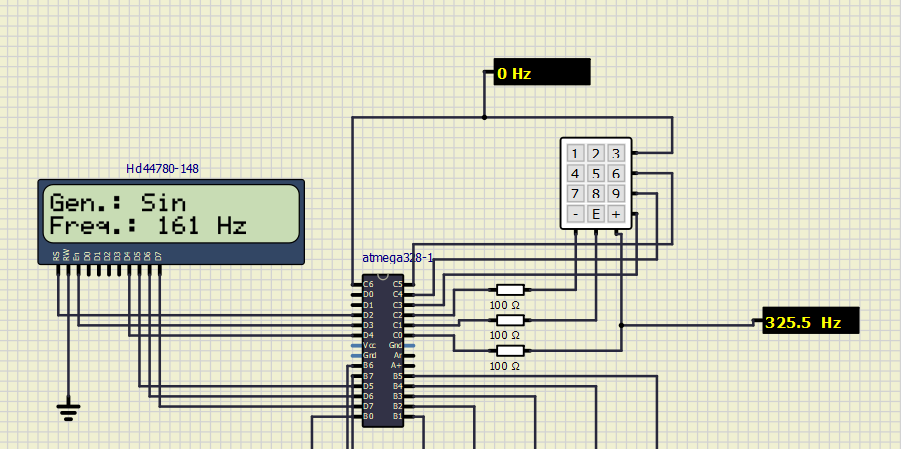 0 Hz
Hd44780-148
Gen.: Sin
Freq.: 161 Hz
RS RW En D0 D1 D2 D3 D4 D5 D6 D7
1 2 3
4 5 6
7 8 9
- E +
atmega328-1
C6 C5
D0 C4
D1 C3
D2 C2
D3 C1
D4 C0
Vcc Gnd
Gnd Ar
B6 A+
B7 B5
D5 B4
D6 B3
D7 B2
B0 B1
100 Ω
100 Ω
100 Ω
325.5 Hz